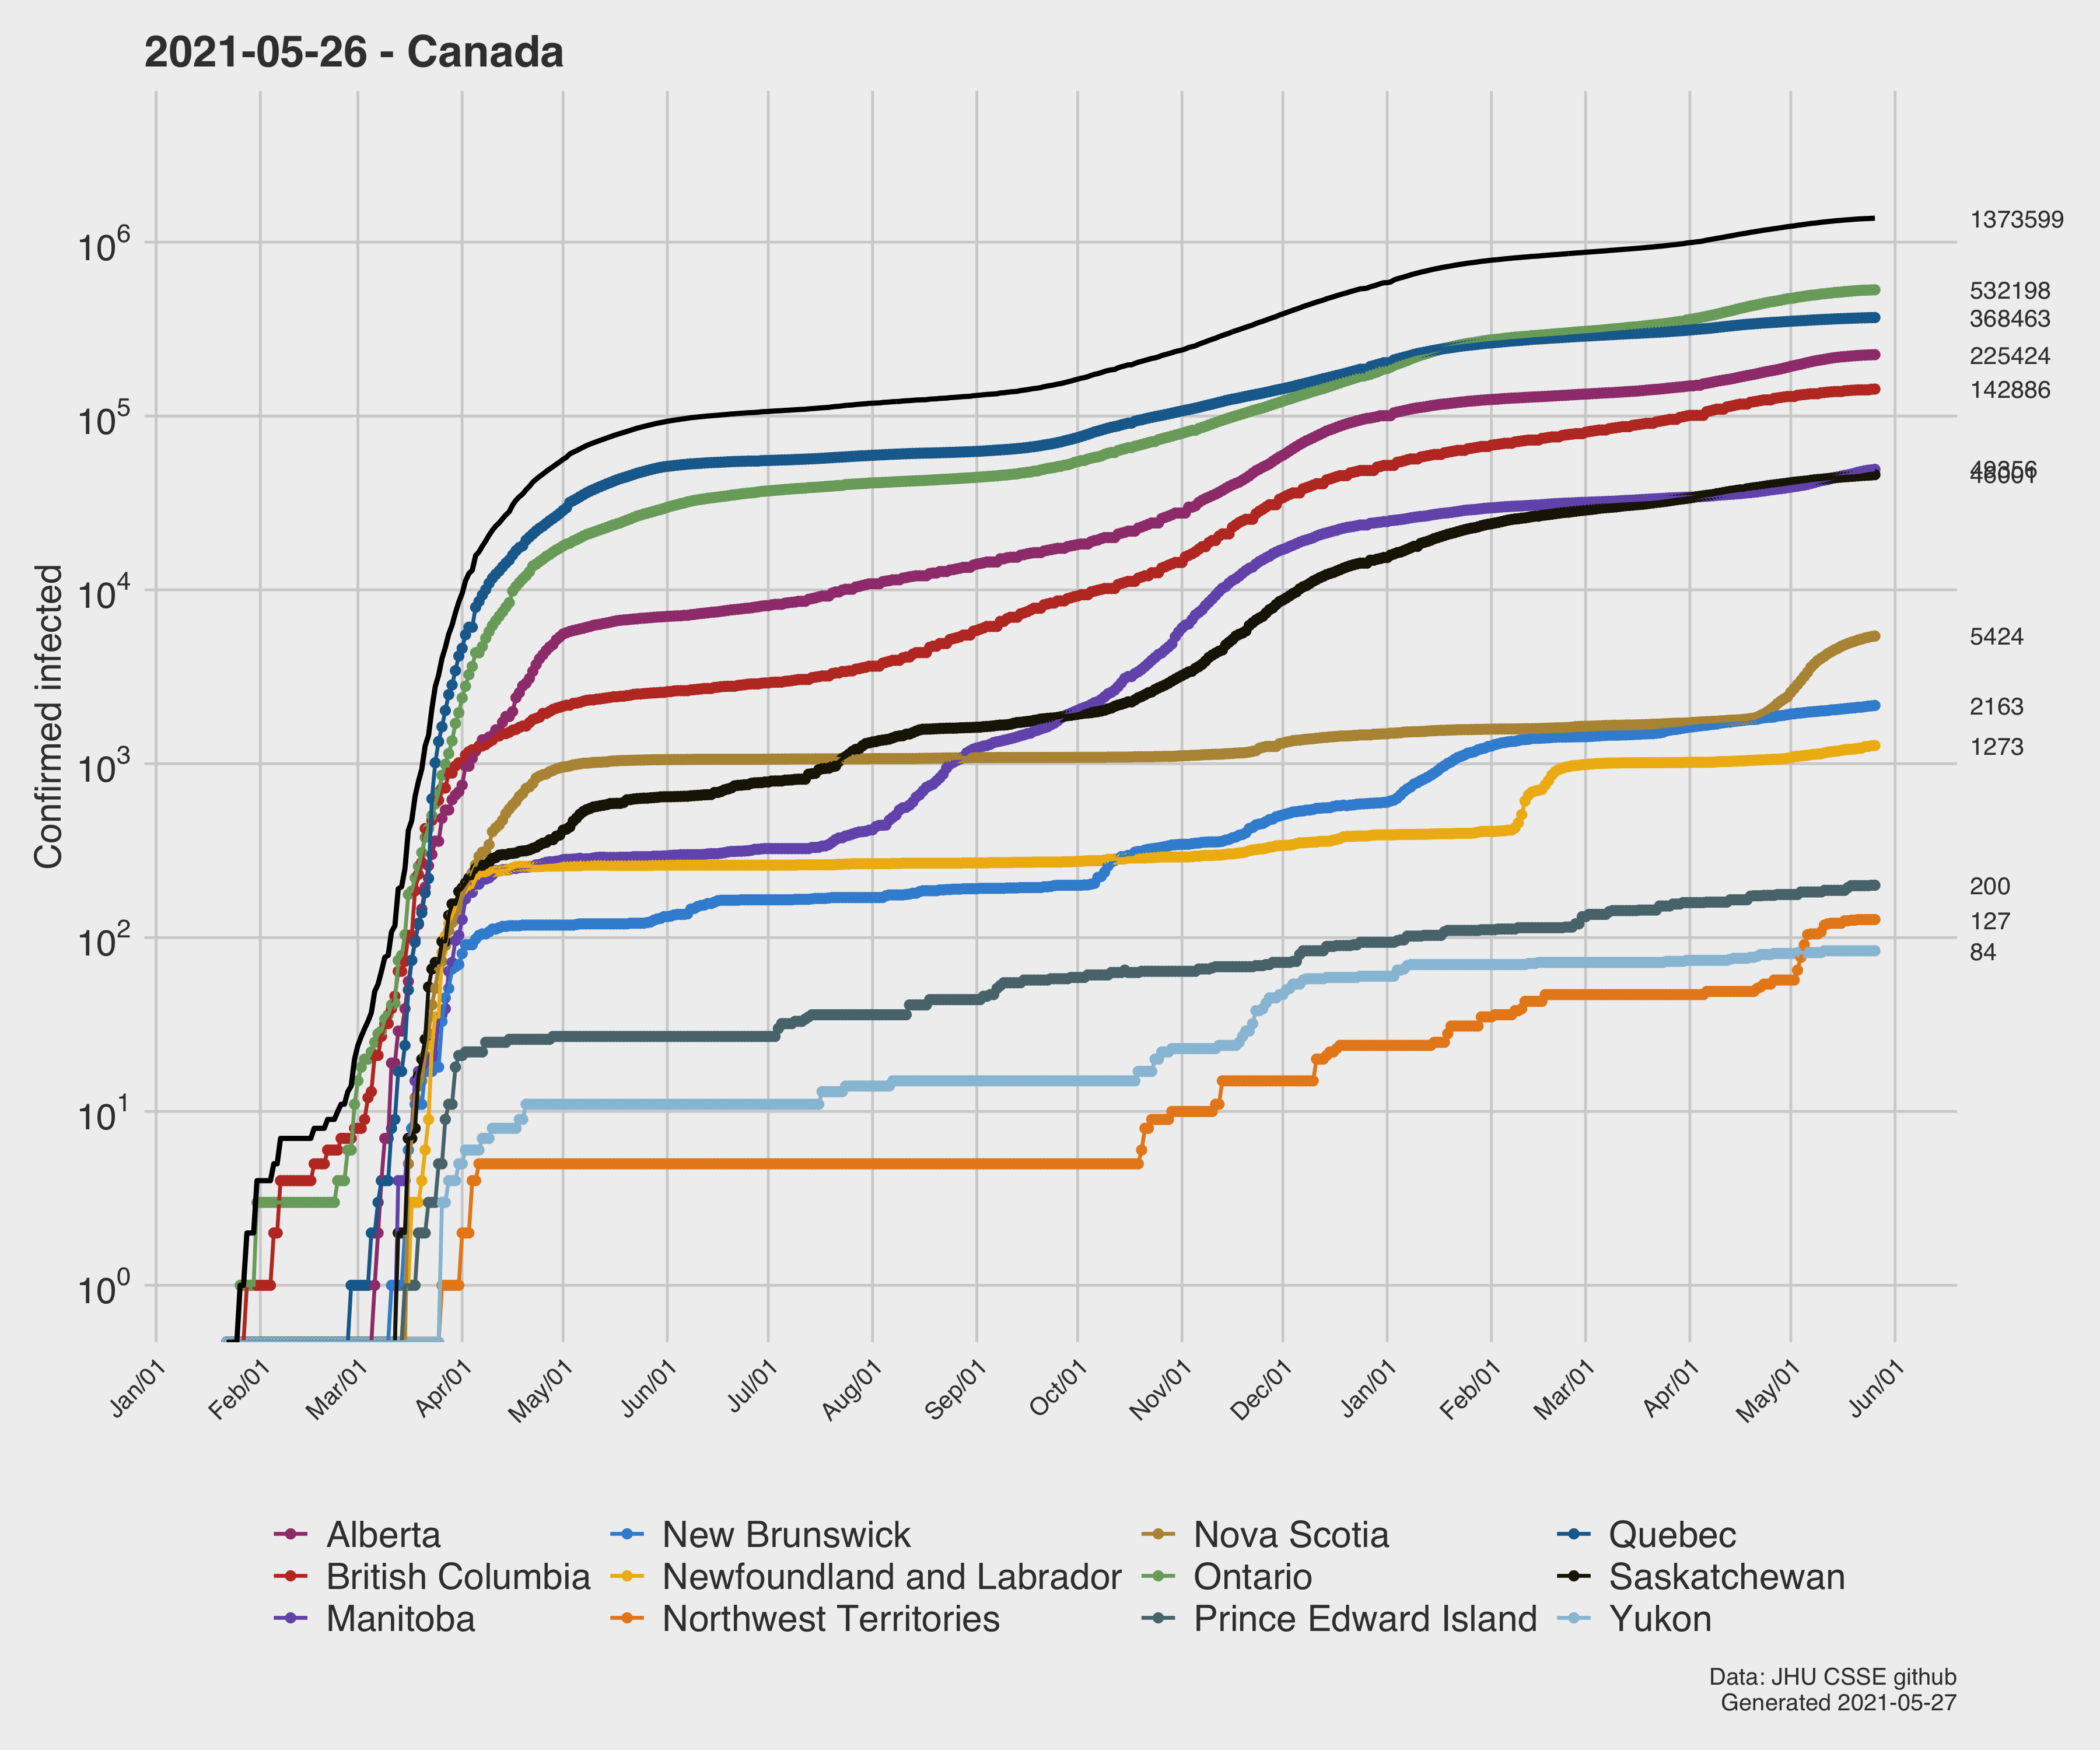 2021-05-26 - Canada
Confirmed infected
10^6
10^5
10^4
10^3
10^2
10^1
10^0
1373599
532198
368463
225424
142886
5424
2163
1273
200
127
84
Jan/01 Feb/01 Mar/01 Apr/01 May/01 Jun/01 Jul/01 Aug/01 Sep/01 Oct/01 Nov/01 Dec/01 Jan/01 Feb/01 Mar/01 Apr/01 May/01 Jun/01
Alberta New Brunswick Nova Scotia Quebec
British Columbia Newfoundland and Labrador Ontario Saskatchewan
Manitoba Northwest Territories Prince Edward Island Yukon
Data: JHU CSSE github
Generated 2021-05-27